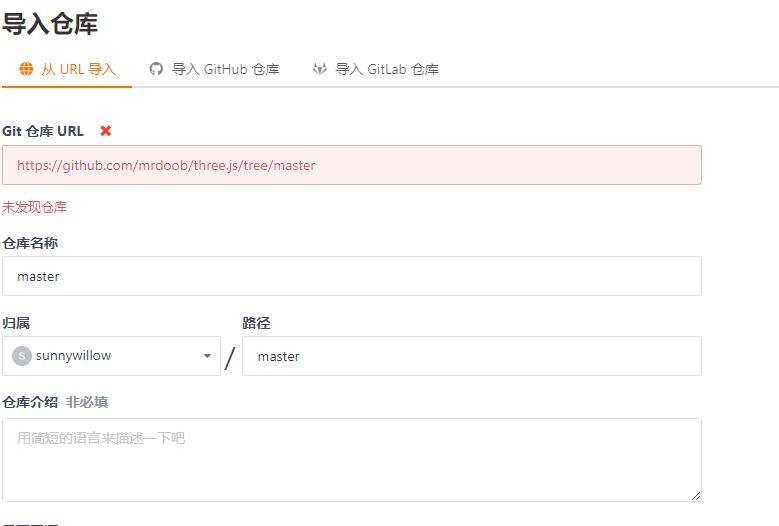 导入仓库
从 URL 导入 导入 GitHub 仓库 导入 GitLab 仓库
Git 仓库 URL ✖
https://github.com/mrdoob/three.js/tree/master
未发现仓库
仓库名称
master
归属 路径
S sunnywillow / master
仓库介绍 非必填
用简短的语言来描述一下吧